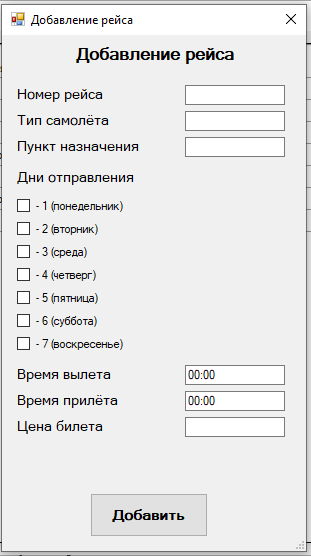 Добавление рейса
Добавление рейса
Номер рейса
Тип самолёта
Пункт назначения
Дни отправления
- 1 (понедельник)
- 2 (вторник)
- 3 (среда)
- 4 (четверг)
- 5 (пятница)
- 6 (суббота)
- 7 (воскресенье)
Время вылета 00:00
Время прилёта 00:00
Цена билета
Добавить